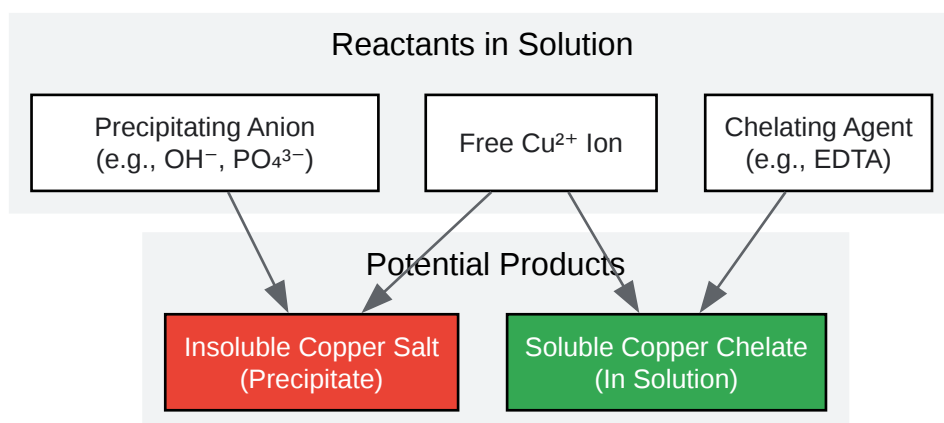 Reactants in Solution
Precipitating Anion
(e.g., OH⁻, PO₄³⁻)
Free Cu²⁺ Ion
Chelating Agent
(e.g., EDTA)
Potential Products
Insoluble Copper Salt
(Precipitate)
Soluble Copper Chelate
(In Solution)